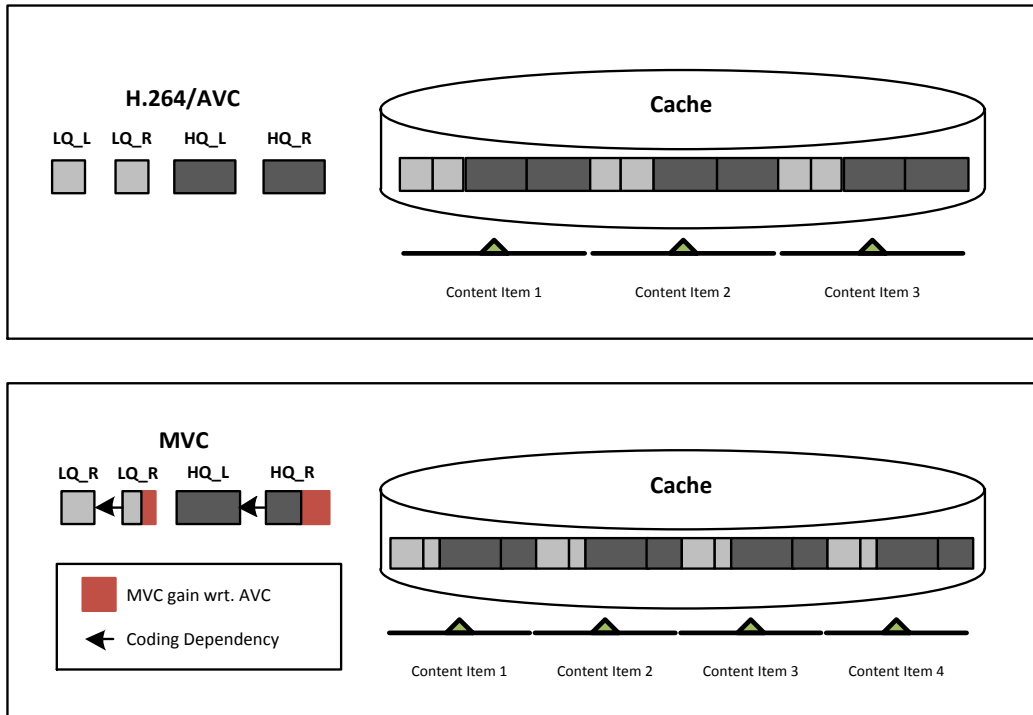 H.264/AVC
LQ_L LQ_R HQ_L HQ_R
Cache
Content Item 1 Content Item 2 Content Item 3
MVC
LQ_R LQ_R HQ_L HQ_R
Cache
MVC gain wrt. AVC
Coding Dependency
Content Item 1 Content Item 2 Content Item 3 Content Item 4